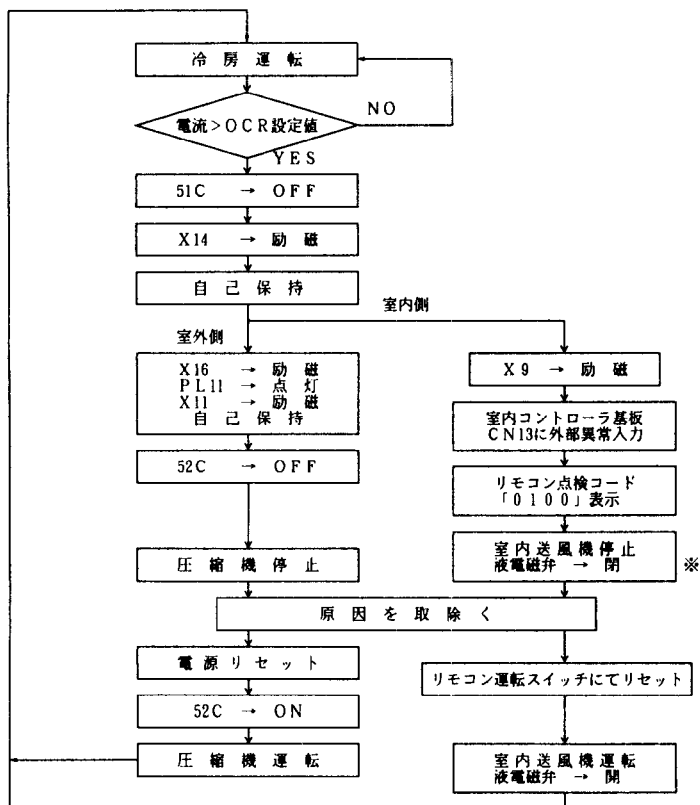 冷房運転
電流>OCR設定値
NO
YES
51C → OFF
X14 → 励磁
自己保持
室外側
室内側
X16 → 励磁
PL11 → 点灯
X11 → 励磁
自己保持
52C → OFF
圧縮機停止
X9 → 励磁
室内コントローラ基板
CN13に外部異常入力
リモコン点検コード
「0100」表示
室内送風機停止
液電磁弁 → 閉
※
原因を取除く
電源リセット
52C → ON
圧縮機運転
リモコン運転スイッチにてリセット
室内送風機運転
液電磁弁 → 開